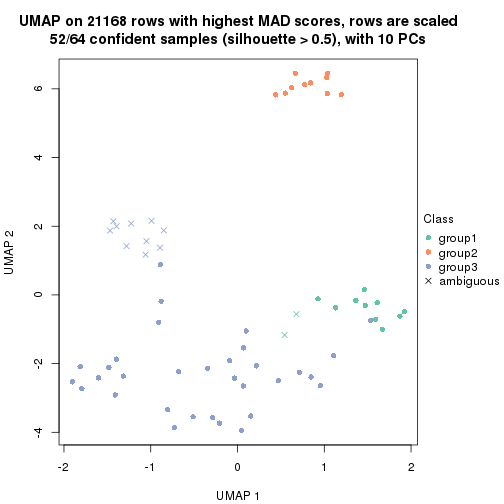 UMAP on 21168 rows with highest MAD scores, rows are scaled
52/64 confident samples (silhouette > 0.5), with 10 PCs
6
4
2
0
-2
-4
UMAP 2
-2
-1
0
1
2
UMAP 1
Class
group1
group2
group3
ambiguous